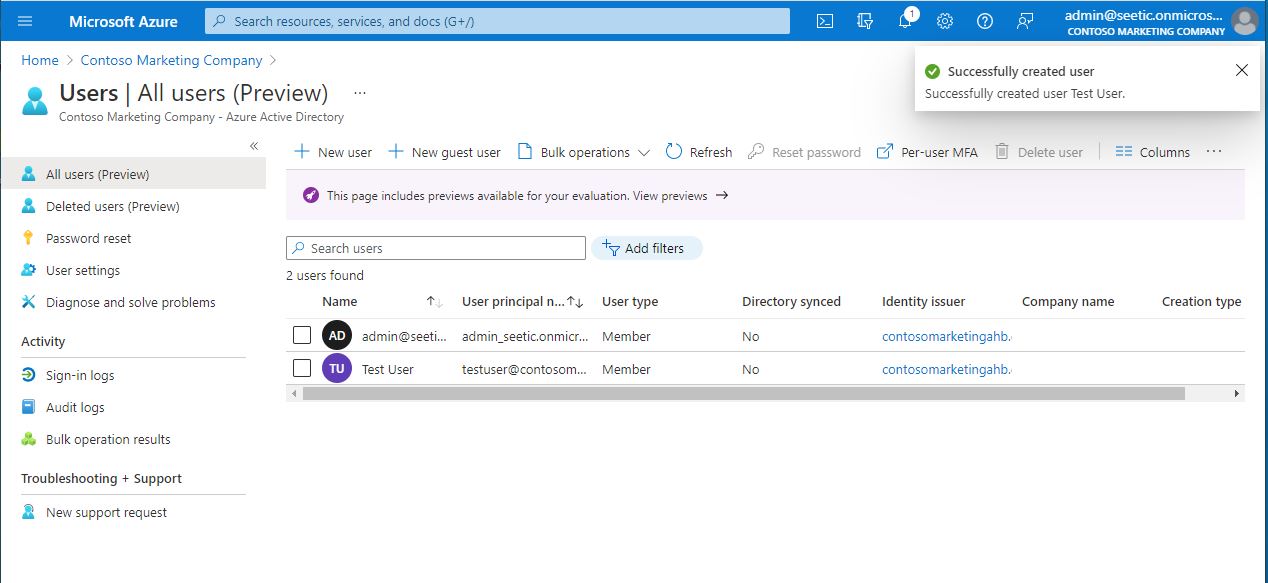 Microsoft Azure
Search resources, services, and docs (G+/)
1
admin@seetic.onmicros...
CONTOSO MARKETING COMPANY
Home > Contoso Marketing Company >
Users | All users (Preview) ...
Contoso Marketing Company - Azure Active Directory
Successfully created user
Successfully created user Test User.
«
All users (Preview)
Deleted users (Preview)
Password reset
User settings
Diagnose and solve problems
Activity
Sign-in logs
Audit logs
Bulk operation results
Troubleshooting + Support
New support request
+ New user + New guest user Bulk operations Refresh Reset password Per-user MFA Delete user Columns ...
This page includes previews available for your evaluation. View previews →
Search users
Add filters
2 users found
Name User principal n... User type Directory synced Identity issuer Company name Creation type
AD admin@seeti... admin_seetic.onmicr... Member No contosomarketingahb.
TU Test User testuser@contosom... Member No contosomarketingahb.